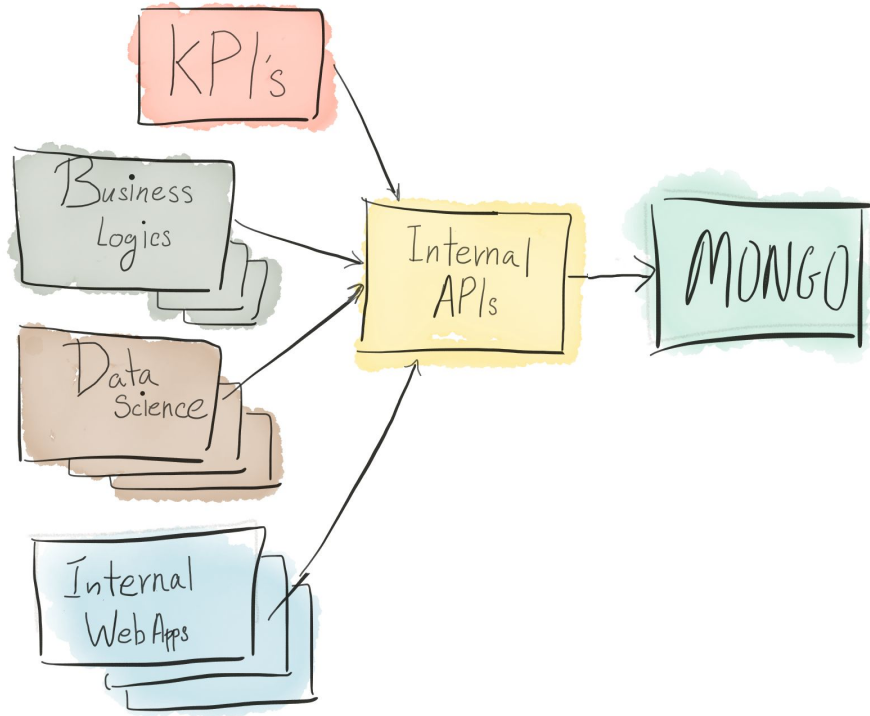 KPI's
Business
Logics
Data
Science
Internal
WebApps
Internal
APIs
MONGO